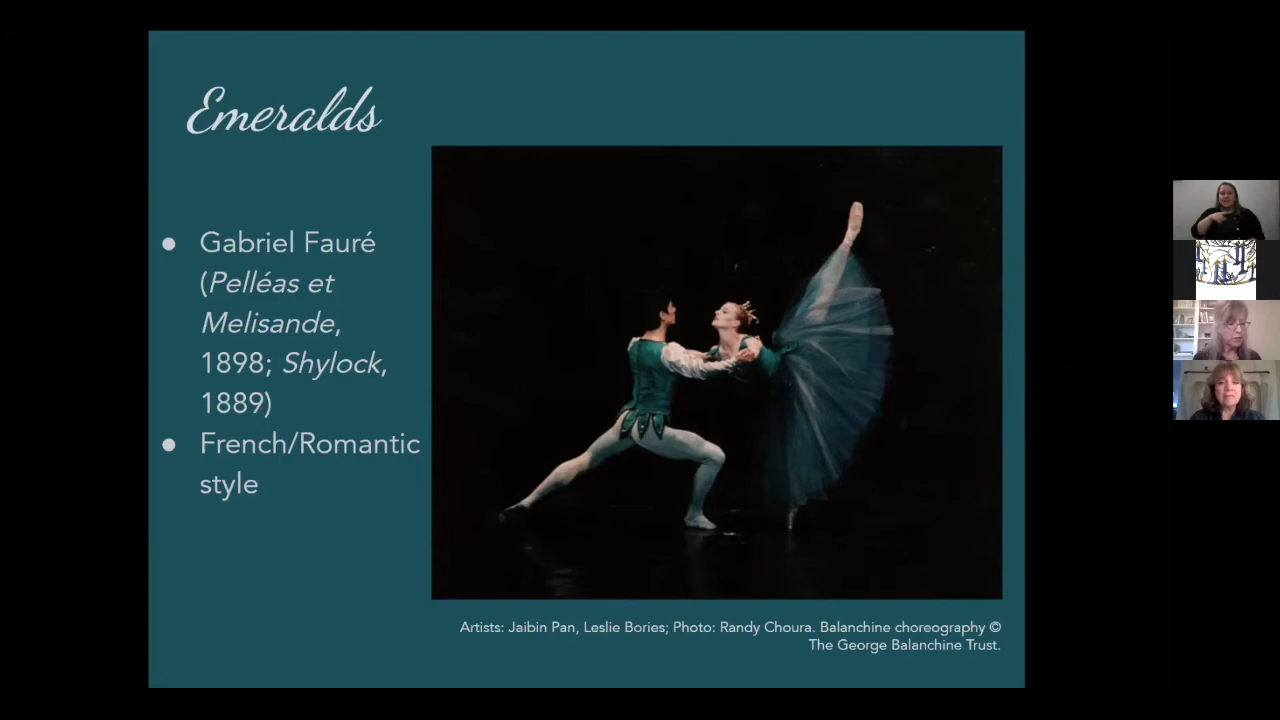 Emeralds
● Gabriel Fauré
(Pelléas et
Melisande,
1898; Shylock,
1889)
● French/Romantic
style
Artists: Jaibin Pan, Leslie Bories; Photo: Randy Choura. Balanchine choreography ©
The George Balanchine Trust.